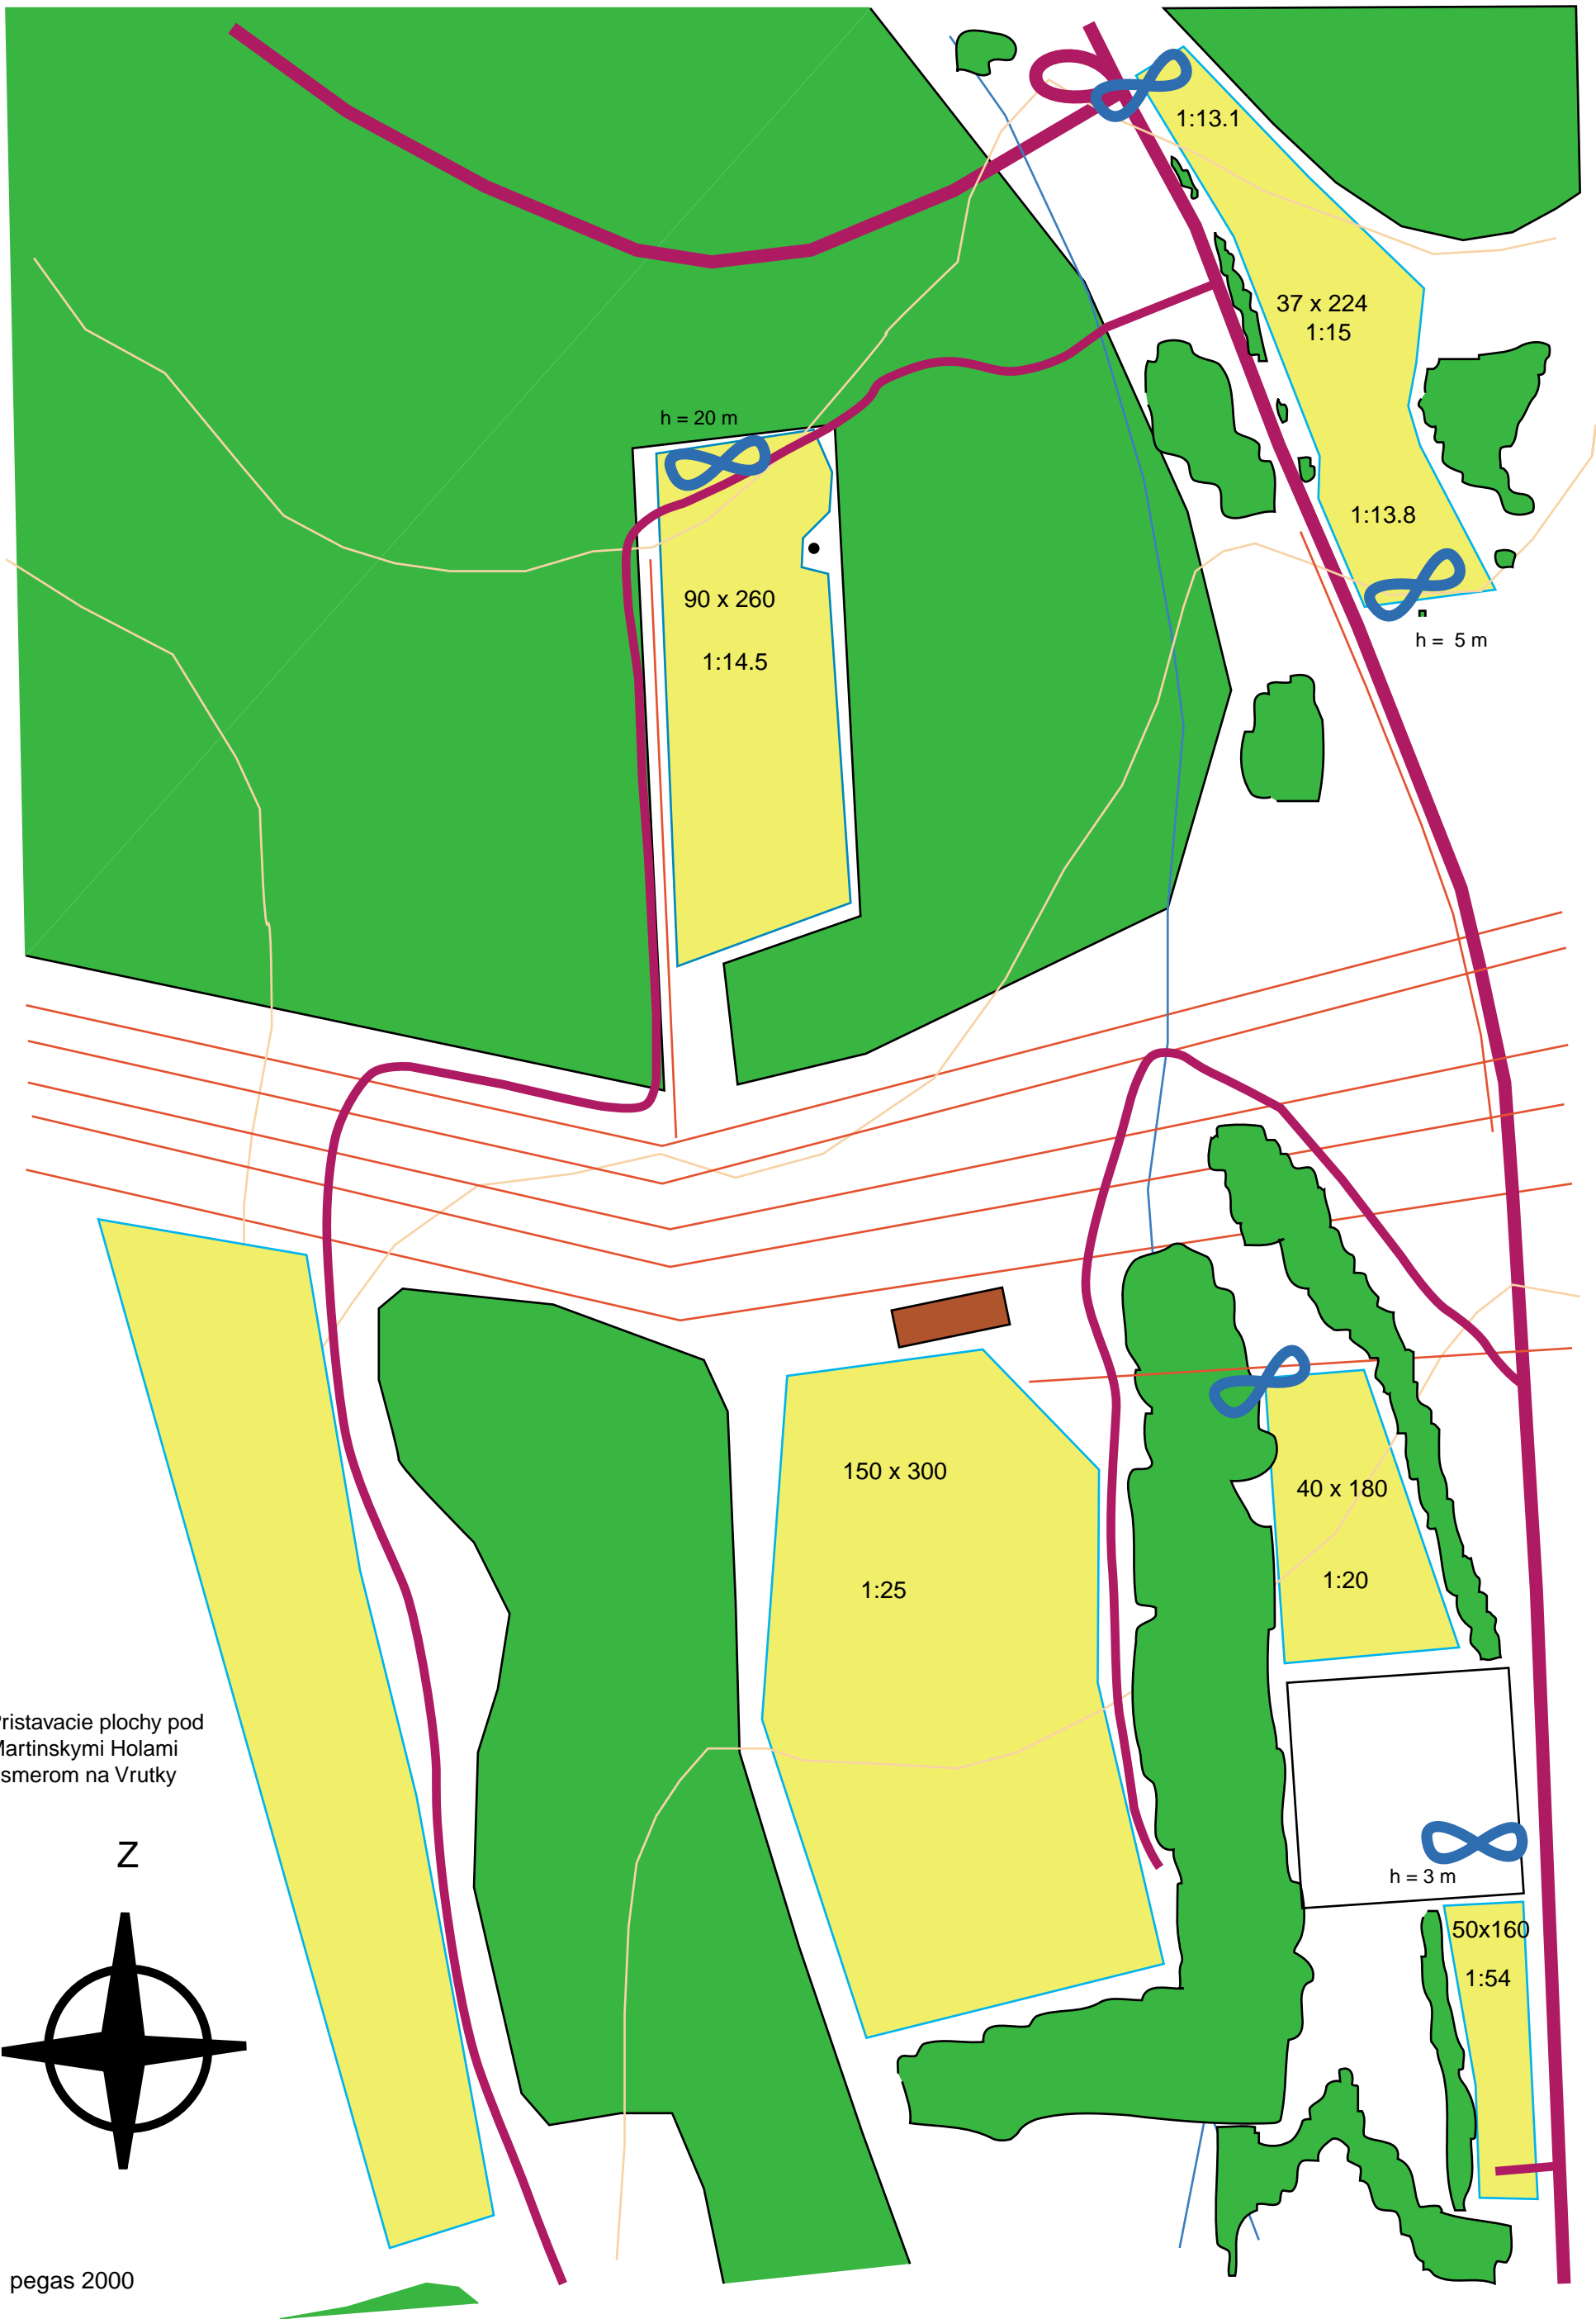 1:13.1
37 x 224
1:15
h = 20 m
1:13.8
90 x 260
h = 5 m
1:14.5
150 x 300
40 x 180
1:20
1:25
ristavacie plochy pod
artinskymi Holami
smerom na Vrutky
Z
h = 3 m
50x160
1:54
pegas 2000